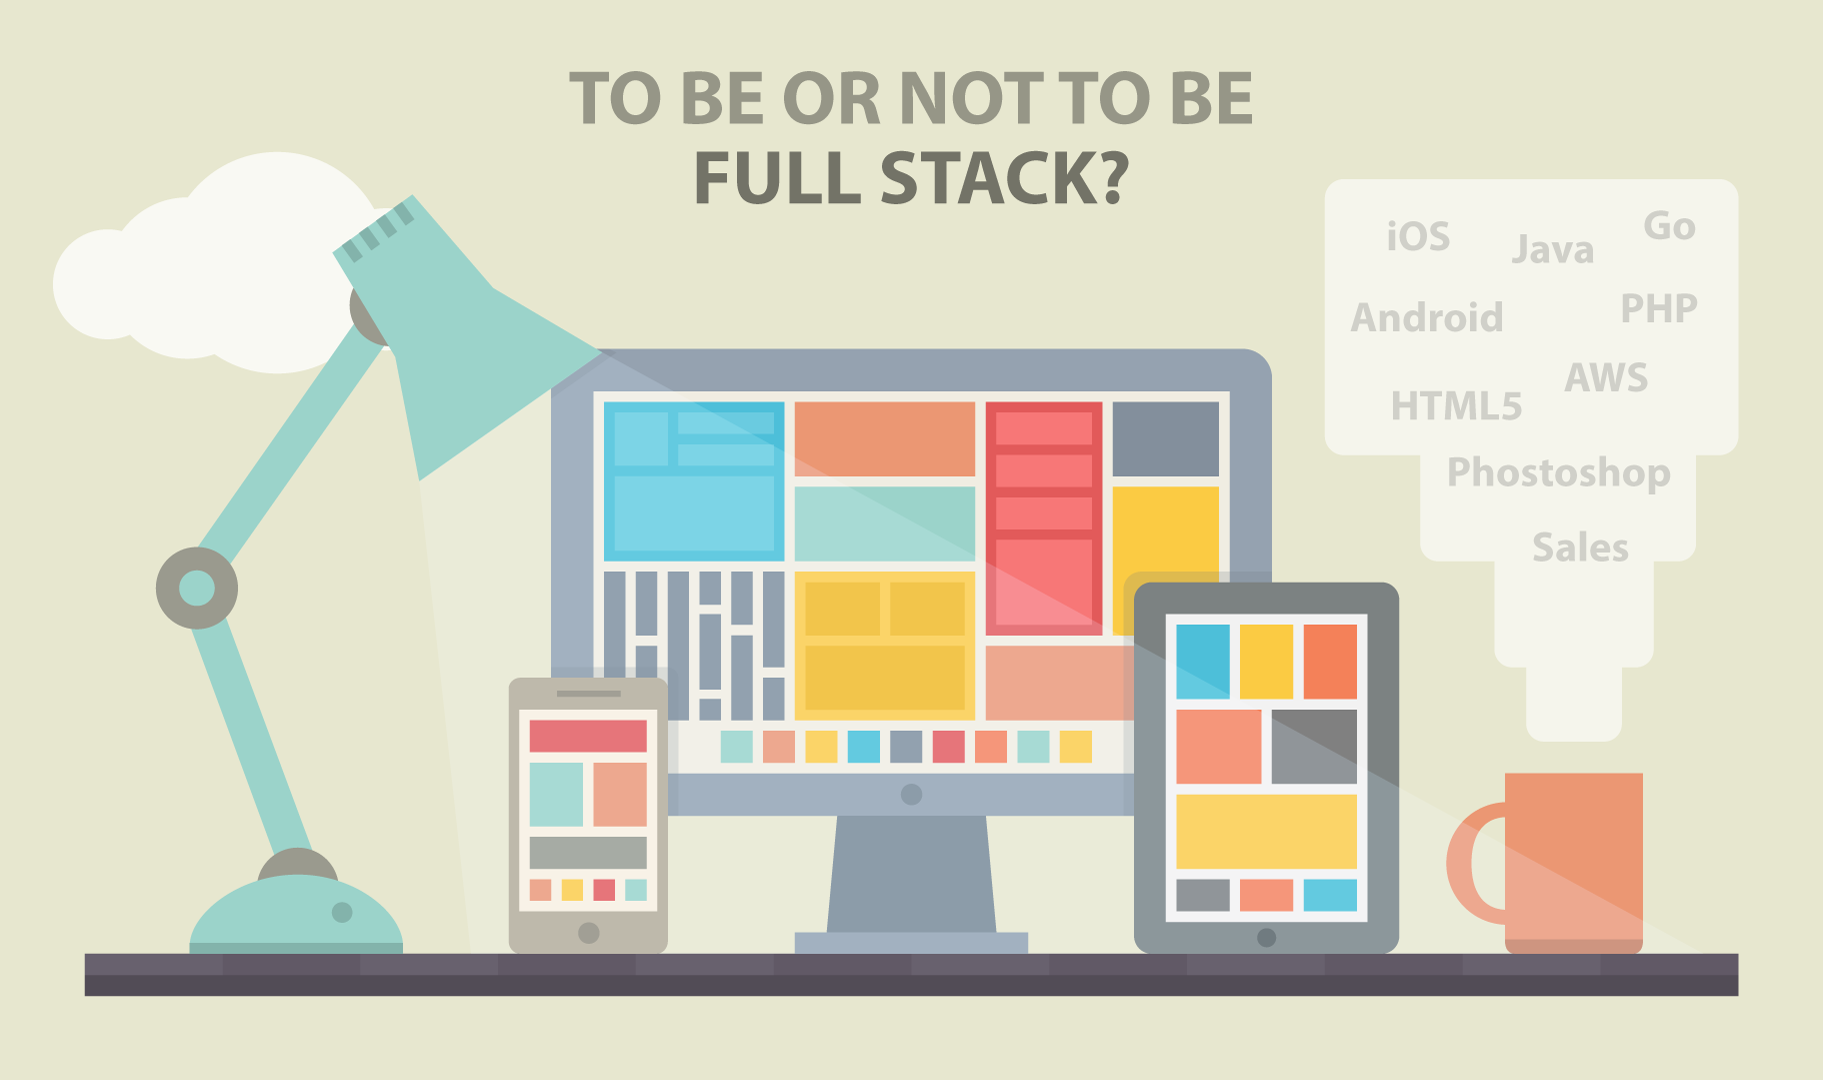 TO BE OR NOT TO BE
FULL STACK?
iOS Java Go
Android PHP
HTML5 AWS
Phostoshop
Sales